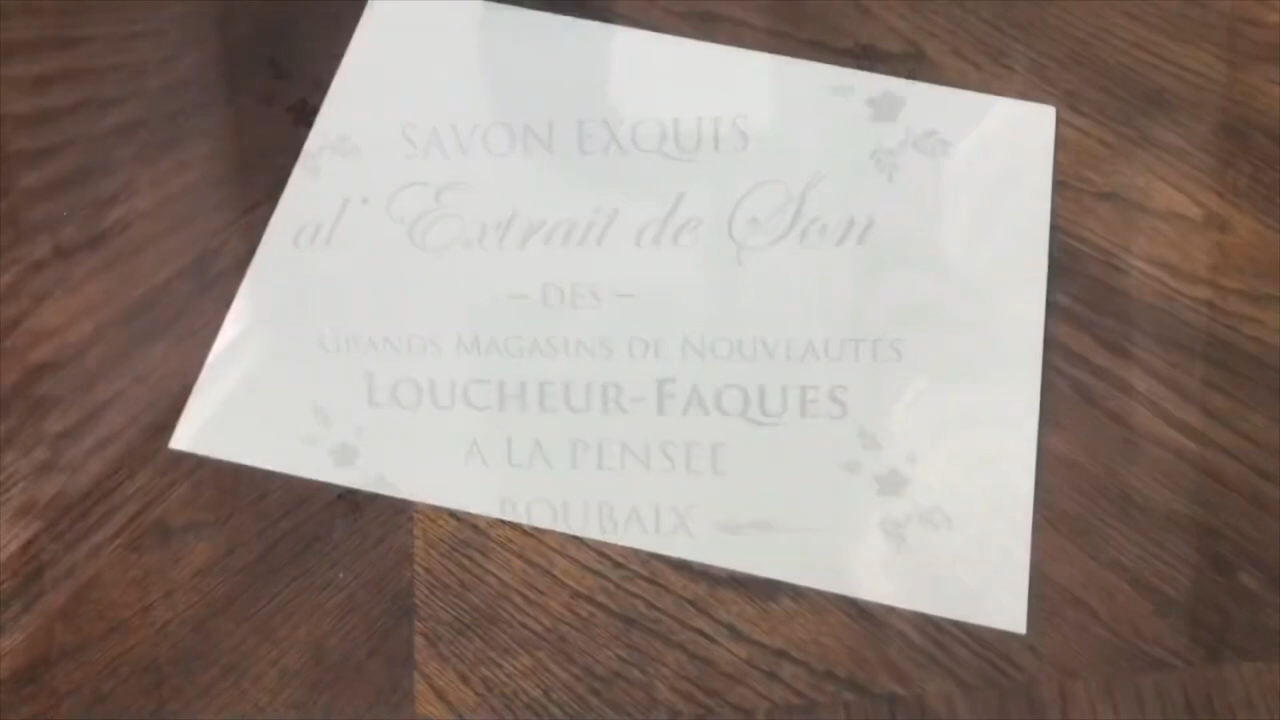 SAVON EXQUIS
al' Extrait de Son
- DES -
GRANDS MAGASINS DE NOUVEAUTES
LOUCHEUR-FAQUES
A LA PENSEE
ROUBAIX